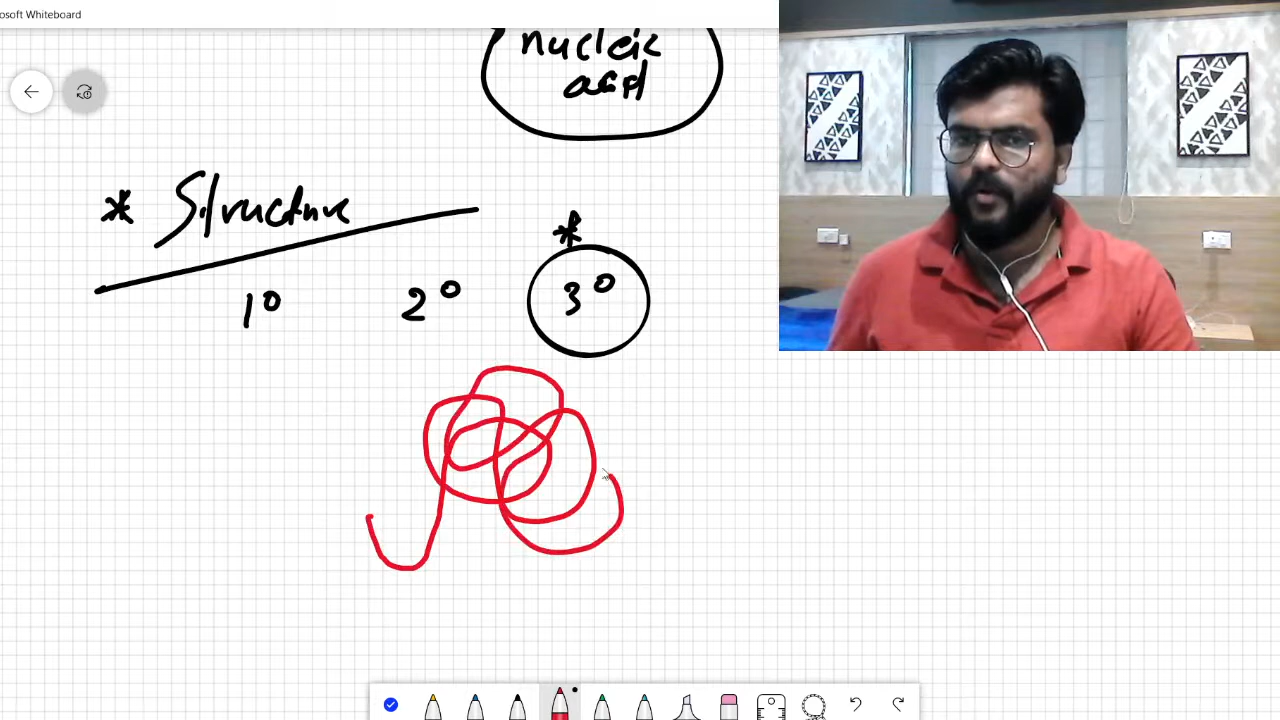 osoft Whiteboard
nucleic
acid
* Structure
*
1° 2° 3°